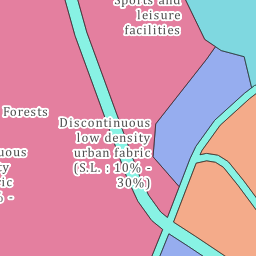 Sports and
leisure
facilities
Forests
Discontinuous
low density
urban fabric
(S.L. : 10% -
30%)